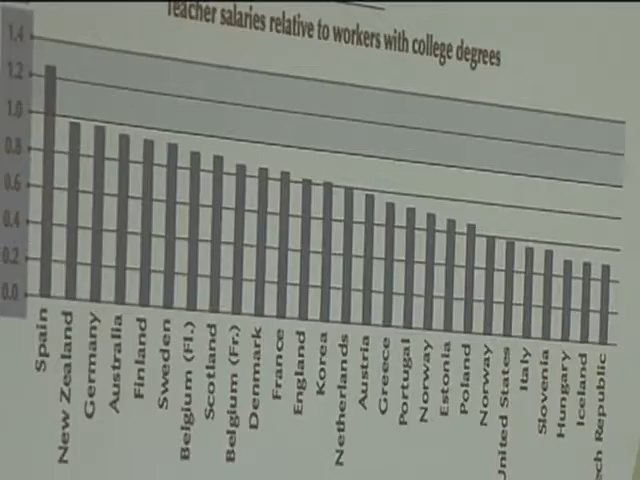 Teacher salaries relative to workers with college degrees
1.4
1.2
1.0
0.8
0.6
0.4
0.2
0.0
Spain
New Zealand
Germany
Australia
Finland
Sweden
Belgium (Fl.)
Scotland
Belgium (Fr.)
Denmark
France
England
Korea
Netherlands
Austria
Greece
Portugal
Norway
Estonia
Poland
Norway
United States
Italy
Slovenia
Hungary
Iceland
ech Republic